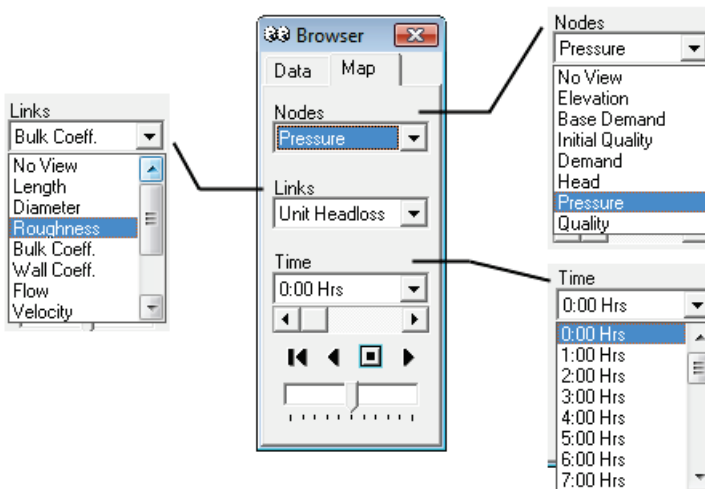 Links
Bulk Coeff.
No View
Length
Diameter
Roughness
Bulk Coeff.
Wall Coeff.
Flow
Velocity
Browser
Data Map
Nodes
Pressure
Links
Unit Headloss
Time
0:00 Hrs
Nodes
Pressure
No View
Elevation
Base Demand
Initial Quality
Demand
Head
Pressure
Quality
Time
0:00 Hrs
0:00 Hrs
1:00 Hrs
2:00 Hrs
3:00 Hrs
4:00 Hrs
5:00 Hrs
6:00 Hrs
7:00 Hrs